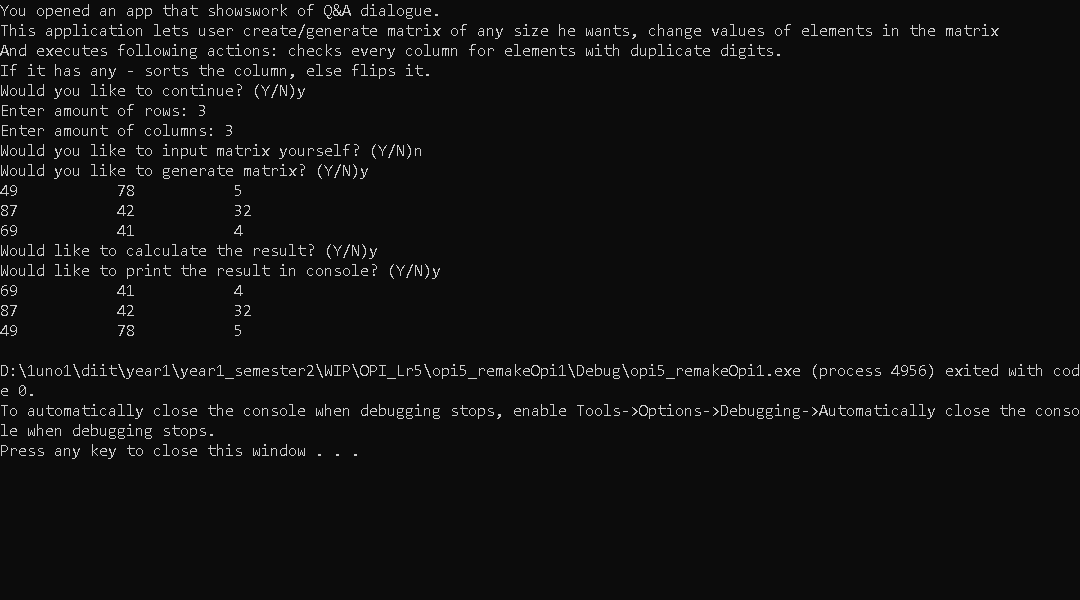 You opened an app that showswork of Q&A dialogue.
This application lets user create/generate matrix of any size he wants, change values of elements in the matrix
And executes following actions: checks every column for elements with duplicate digits.
If it has any - sorts the column, else flips it.
Would you like to continue? (Y/N)y
Enter amount of rows: 3
Enter amount of columns: 3
Would you like to input matrix yourself? (Y/N)n
Would you like to generate matrix? (Y/N)y
49 78 5
87 42 32
69 41 4
Would like to calculate the result? (Y/N)y
Would like to print the result in console? (Y/N)y
69 41 4
87 42 32
49 78 5
D:\1uno1\diit\year1\year1_semester2\WIP\OPI_Lr5\opi5_remakeOpi1\Debug\opi5_remakeOpi1.exe (process 4956) exited with cod
e 0.
To automatically close the console when debugging stops, enable Tools->Options->Debugging->Automatically close the conso
le when debugging stops.
Press any key to close this window . . .